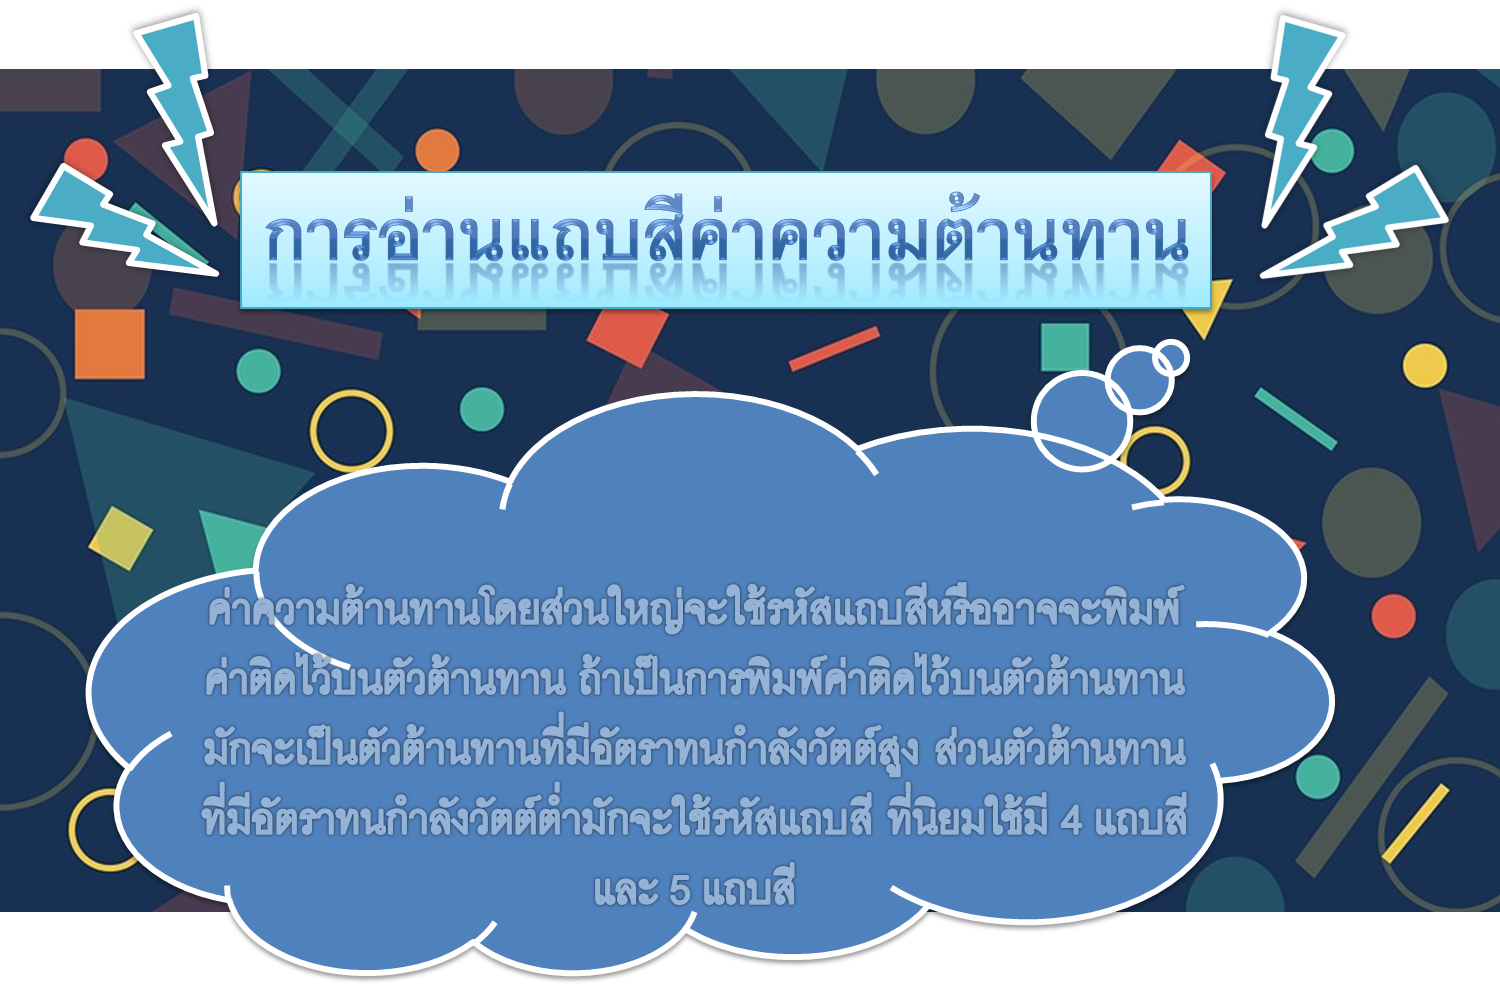 การอ่านแถบสีค่าความต้านทาน
ค่าความต้านทานโดยส่วนใหญ่จะใช้รหัสแถบสีหรืออาจจะพิมพ์
ค่าติดไว้บนตัวต้านทาน ถ้าเป็นการพิมพ์ค่าติดไว้บนตัวต้านทาน
มักจะเป็นตัวต้านทานที่มีอัตราทนกำลังวัตต์สูง ส่วนตัวต้านทาน
ที่มีอัตราทนกำลังวัตต์ต่ำมักจะใช้รหัสแถบสี ที่นิยมใช้มี 4 แถบสี
และ 5 แถบสี